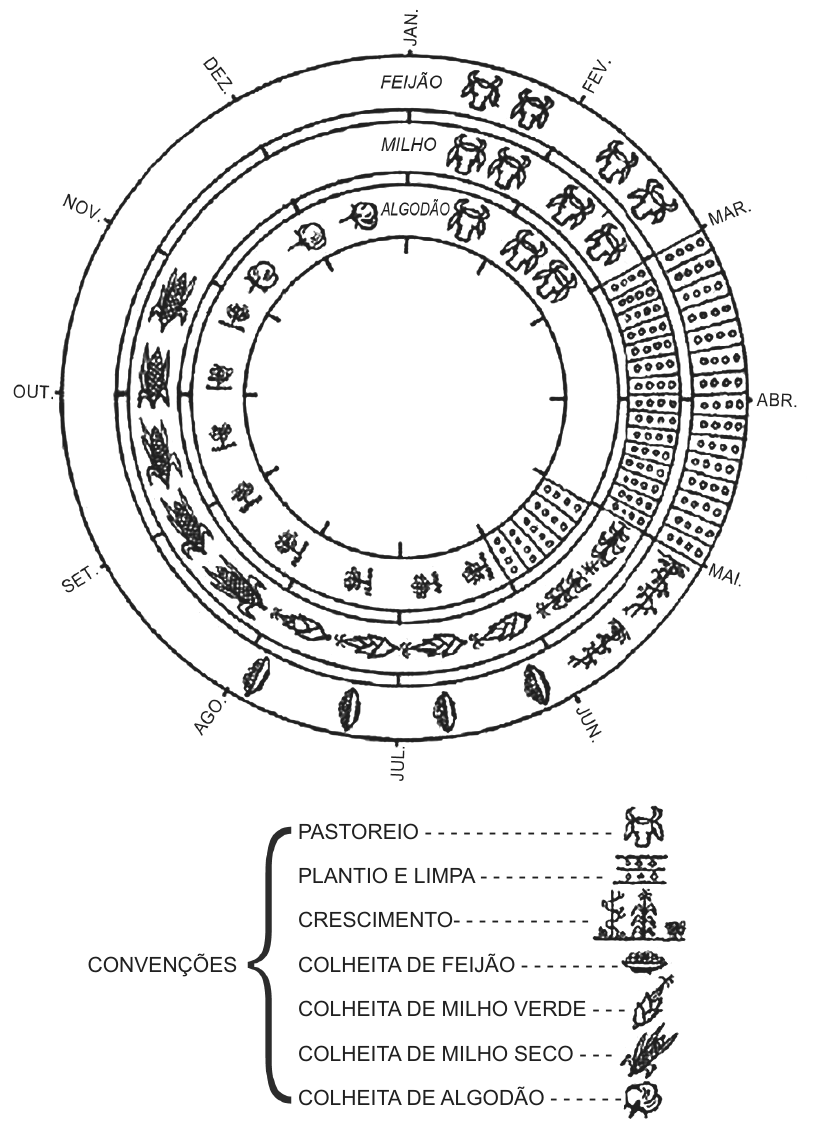 JAN.
FEV.
MAR.
ABR.
MAI.
JUN.
JUL.
AGO.
SET.
OUT.
NOV.
DEZ.
FEIJÃO
MILHO
ALGODÃO
CONVENÇÕES
PASTOREIO
PLANTIO E LIMPA
CRESCIMENTO
COLHEITA DE FEIJÃO
COLHEITA DE MILHO VERDE
COLHEITA DE MILHO SECO
COLHEITA DE ALGODÃO